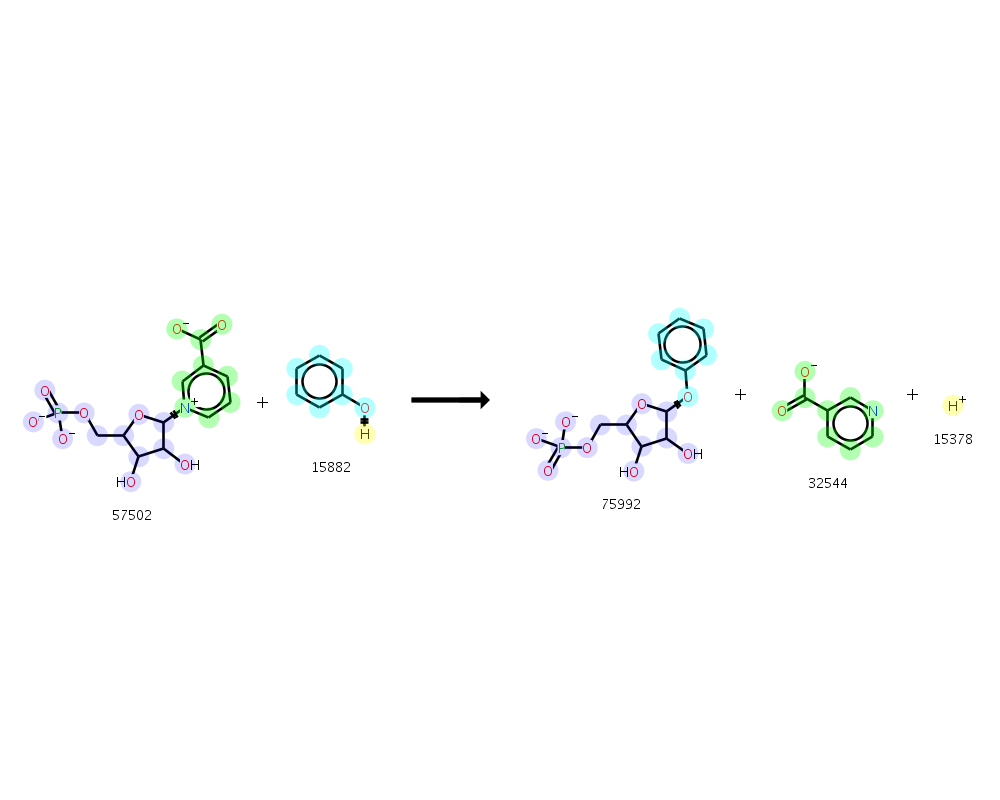 O⁻ O
N⁺
O
O⁻ P O O
O⁻
HO OH
57502
+
O
H
15882
O
O
O⁻ O⁻ P O
O
HO OH
75992
+
O⁻
O N
32544
+
H⁺
15378